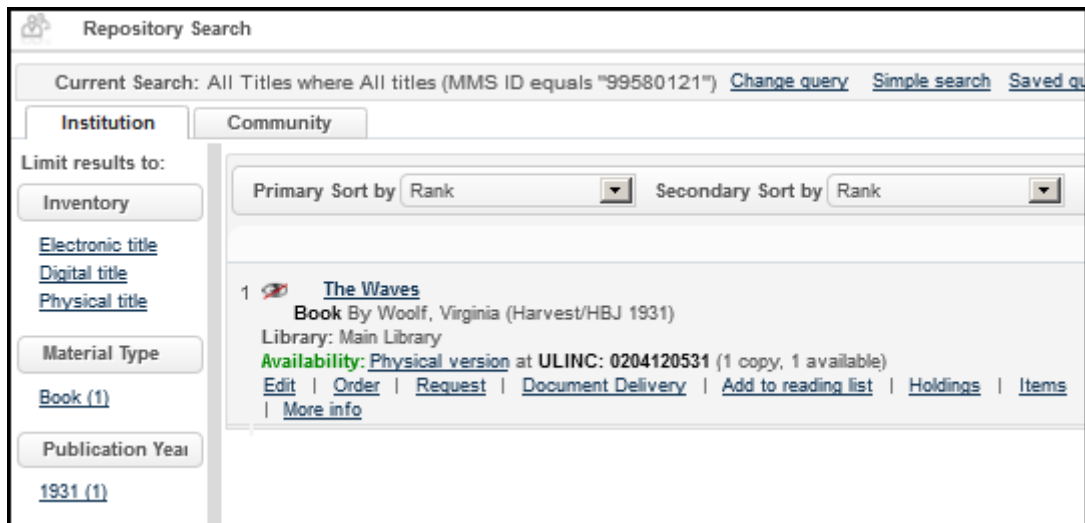 Repository Search
Current Search: All Titles where All titles (MMS ID equals "99580121") Change query Simple search Saved qu
Institution Community
Limit results to:
Primary Sort by Rank Secondary Sort by Rank
Inventory
Electronic title
Digital title
Physical title
Material Type
Book (1)
Publication Year
1931 (1)
1 The Waves
Book By Woolf, Virginia (Harvest/HBJ 1931)
Library: Main Library
Availability: Physical version at ULINC: 0204120531 (1 copy, 1 available)
Edit | Order | Request | Document Delivery | Add to reading list | Holdings | Items
| More info